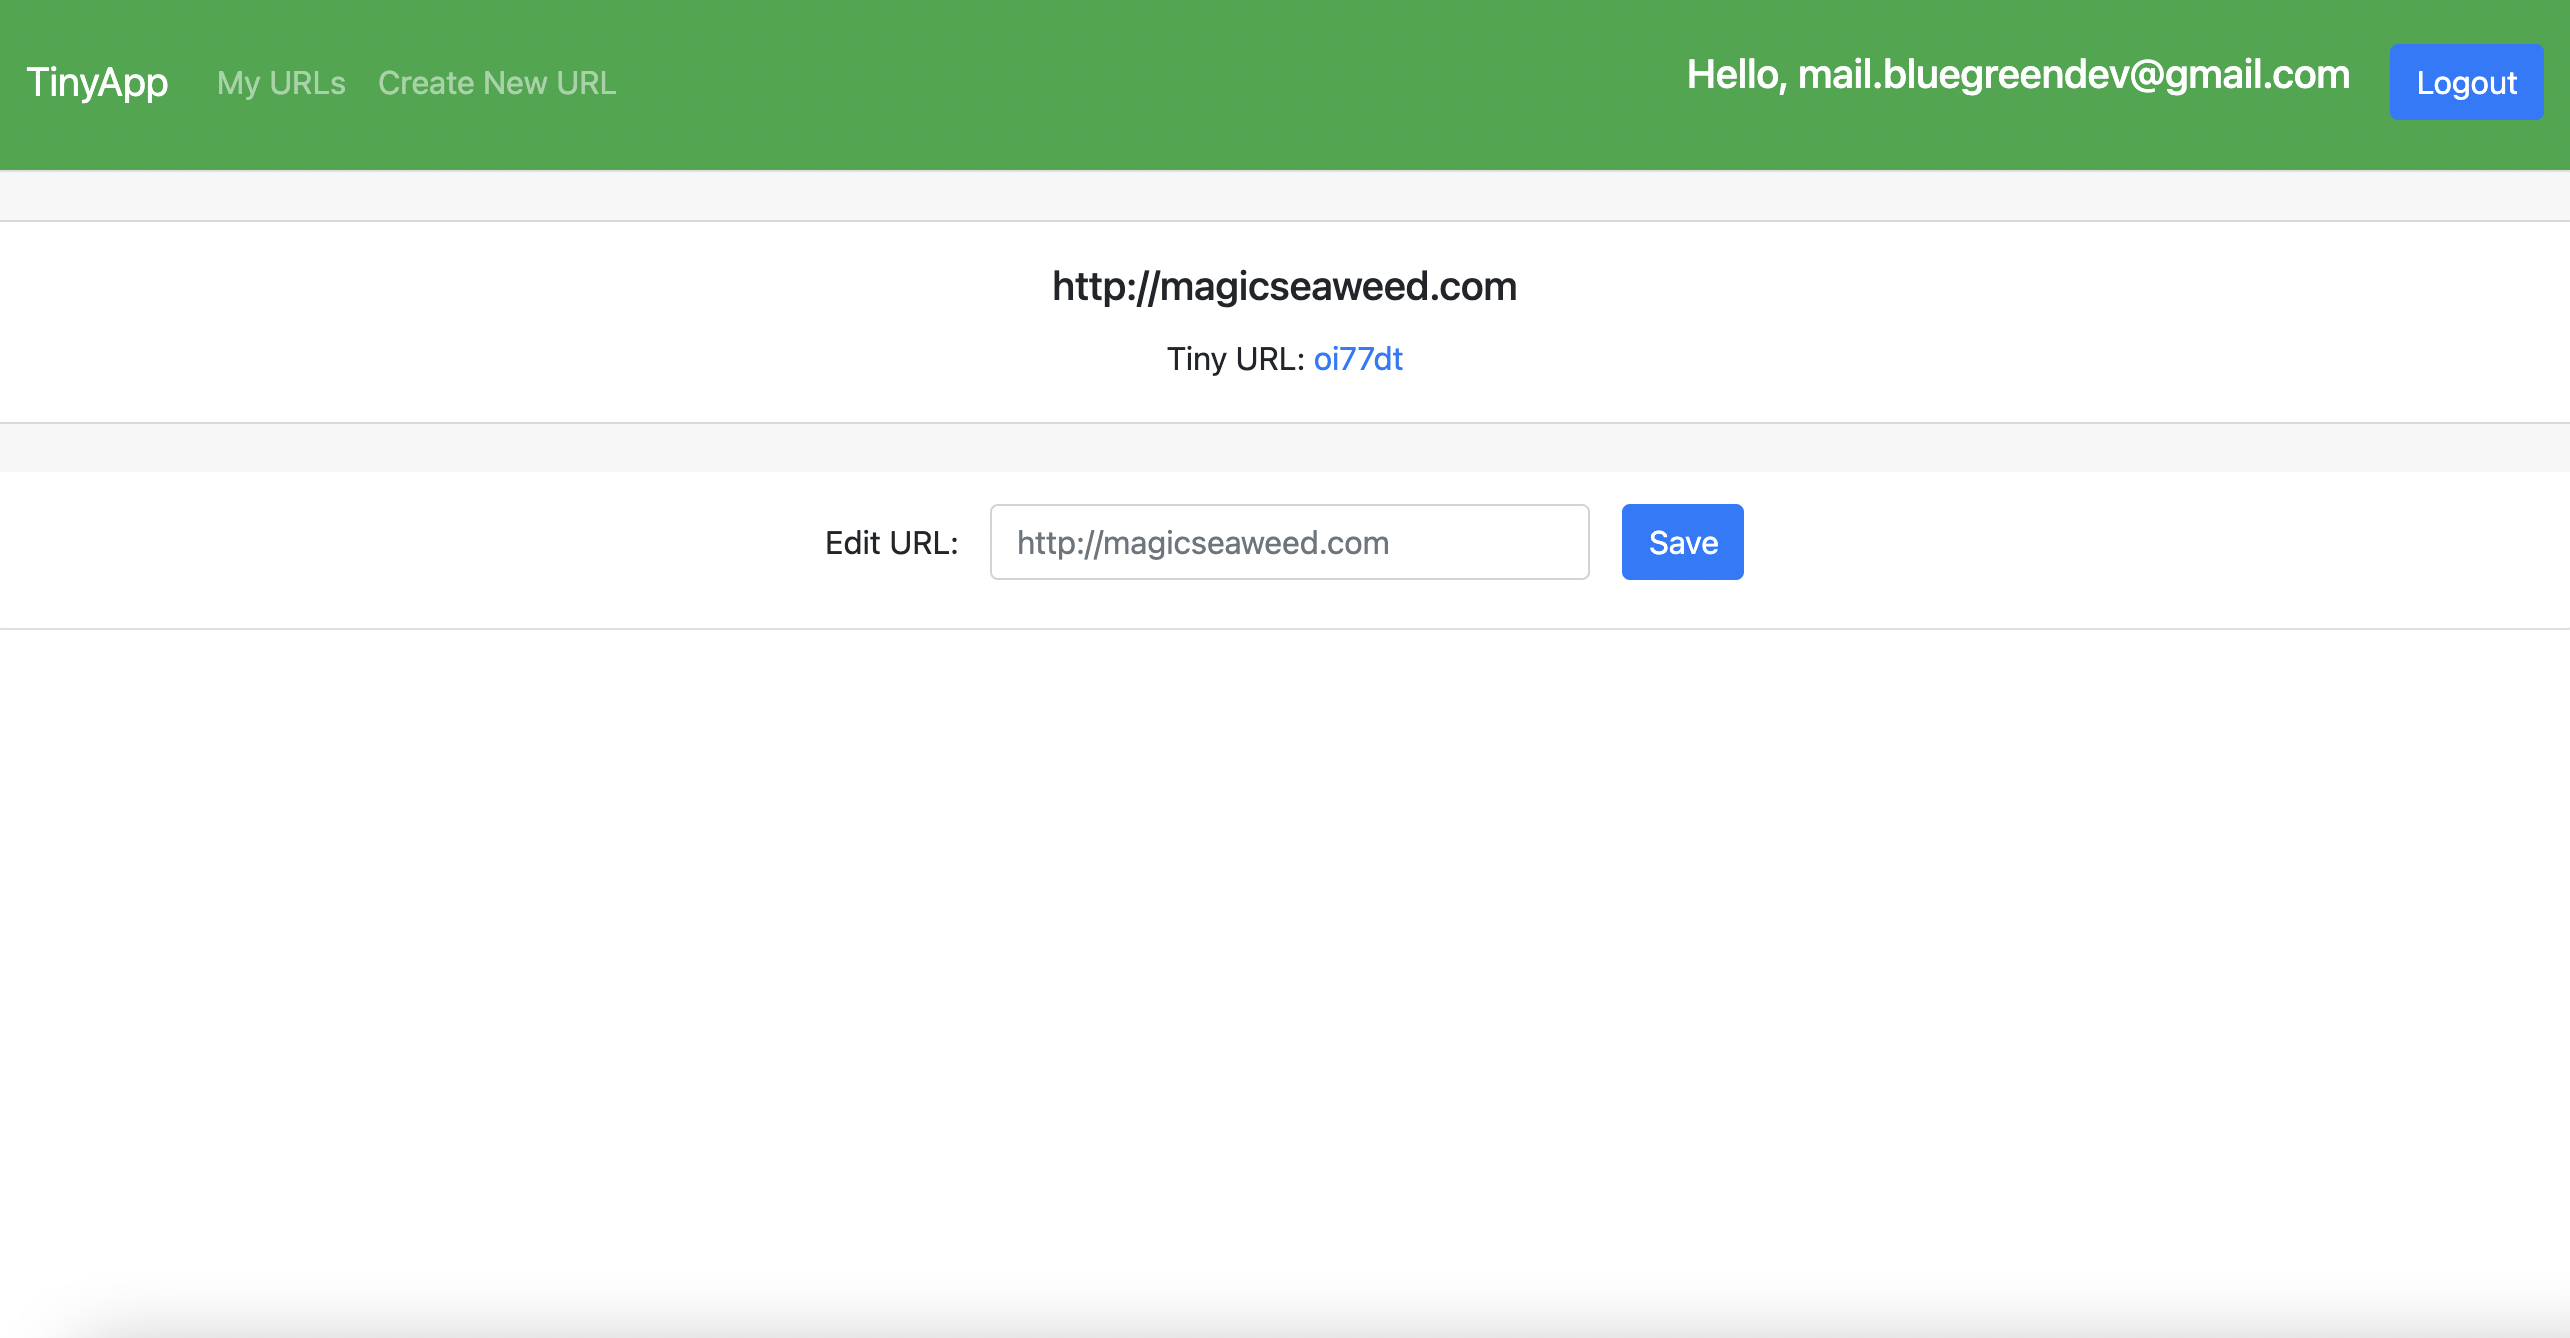 TinyApp My URLs Create New URL Hello, mail.bluegreendev@gmail.com Logout
http://magicseaweed.com
Tiny URL: oi77dt
Edit URL: http://magicseaweed.com Save